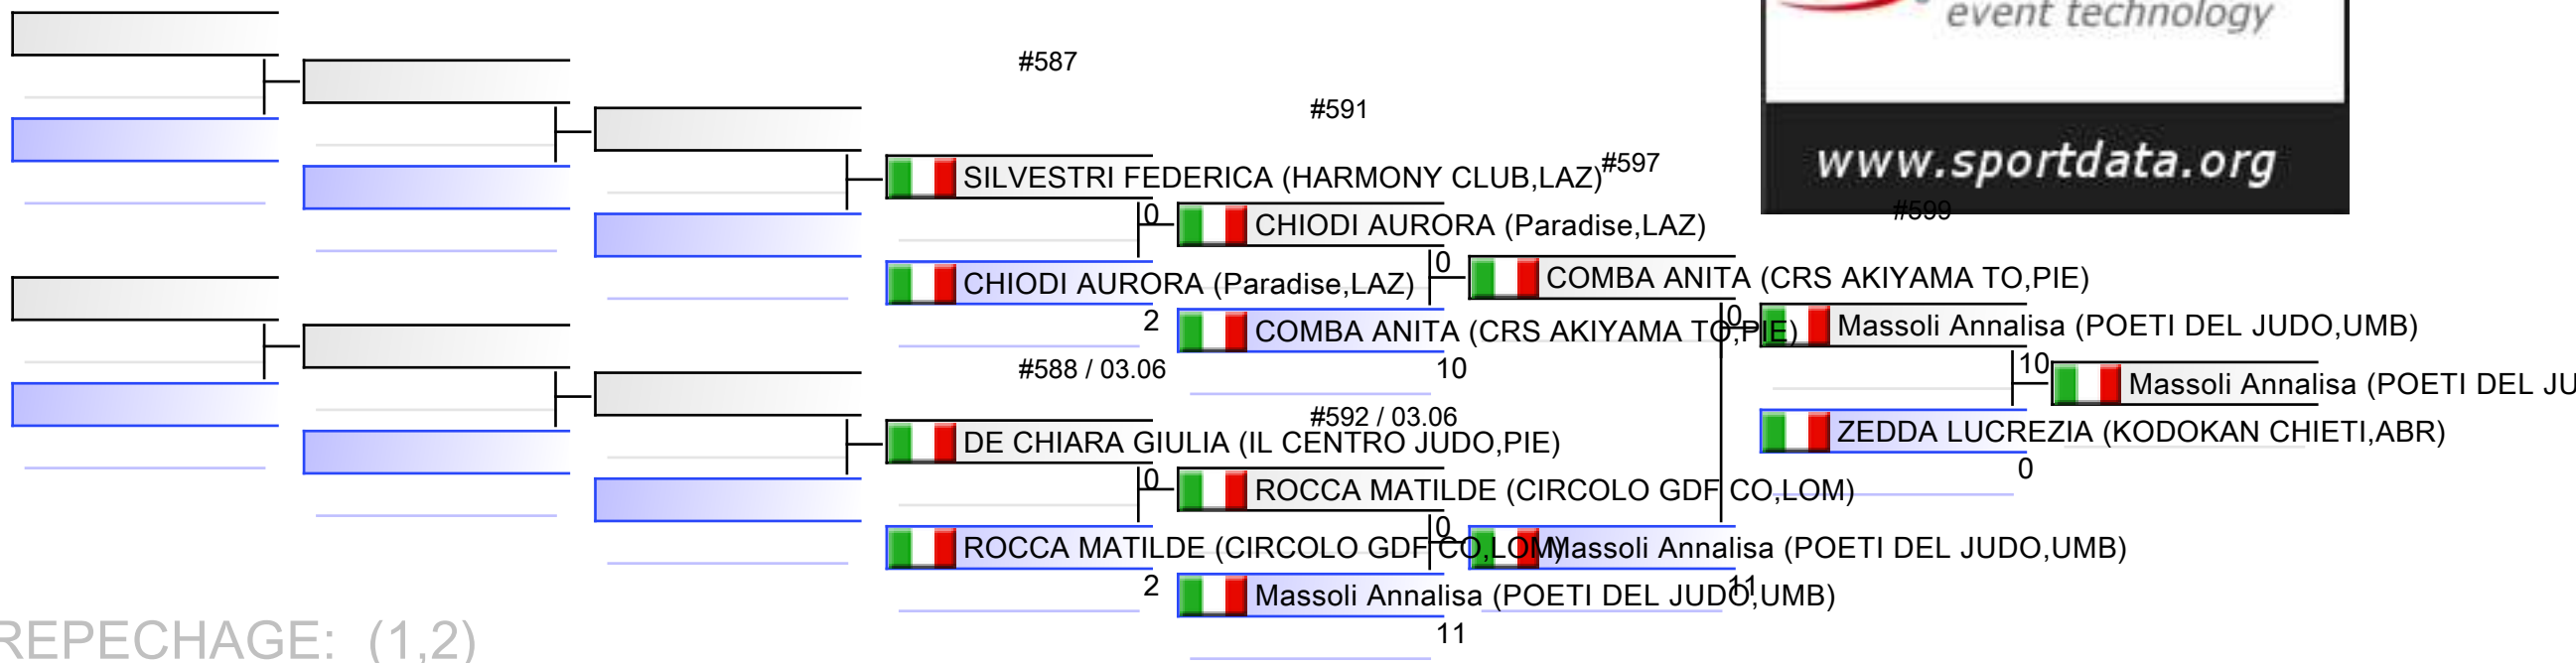 event technology
#587
#591
www.sportdata.org
#597
SILVESTRI FEDERICA (HARMONY CLUB,LAZ)
#599
0
CHIODI AURORA (Paradise,LAZ)
0
CHIODI AURORA (Paradise,LAZ)
COMBA ANITA (CRS AKIYAMA TO,PIE)
2
0
COMBA ANITA (CRS AKIYAMA TO,PIE)
Massoli Annalisa (POETI DEL JUDO,UMB)
#588 / 03.06
10
10
Massoli Annalisa (POETI DEL JU
#592 / 03.06
DE CHIARA GIULIA (IL CENTRO JUDO,PIE)
ZEDDA LUCREZIA (KODOKAN CHIETI,ABR)
0
0
ROCCA MATILDE (CIRCOLO GDF CO,LOM)
0
ROCCA MATILDE (CIRCOLO GDF CO,LOM)
Massoli Annalisa (POETI DEL JUDO,UMB)
2
11
Massoli Annalisa (POETI DEL JUDO,UMB)
11
REPECHAGE: (1,2)